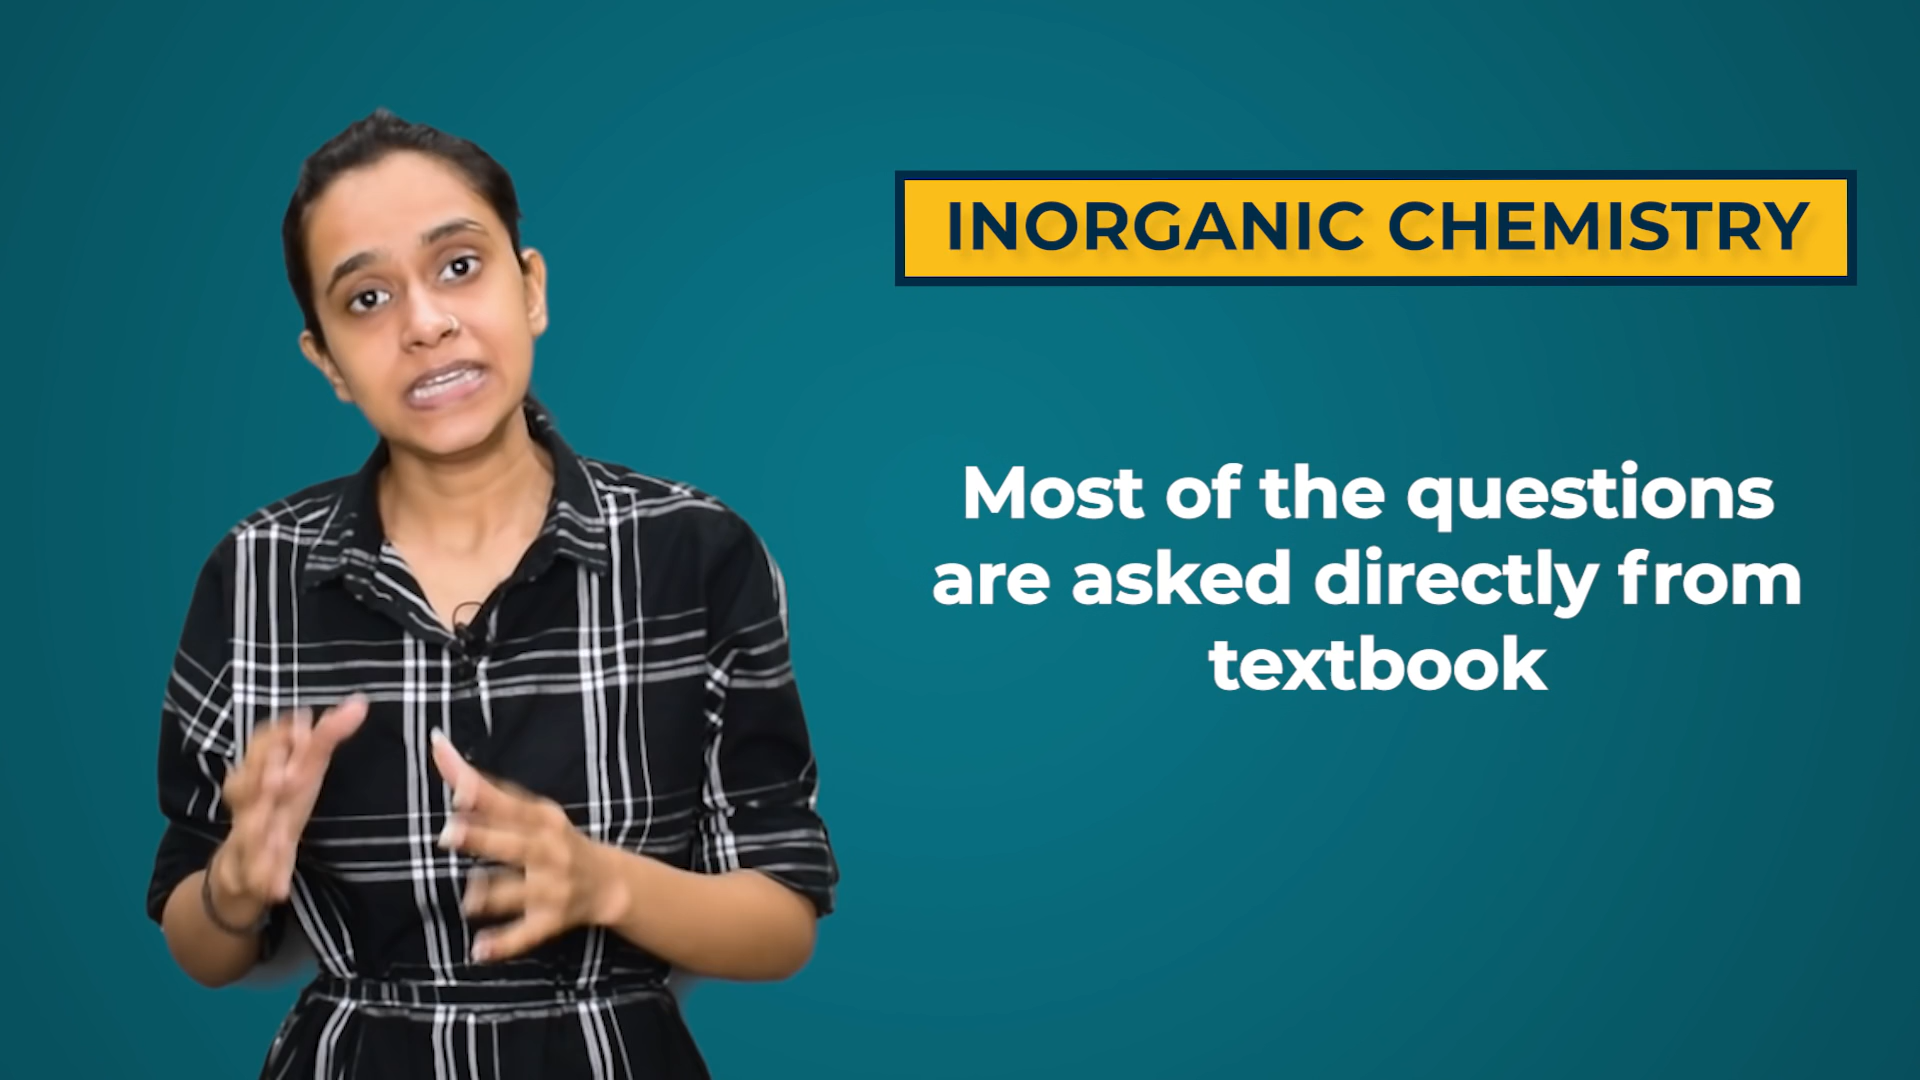 INORGANIC CHEMISTRY
Most of the questions
are asked directly from
textbook